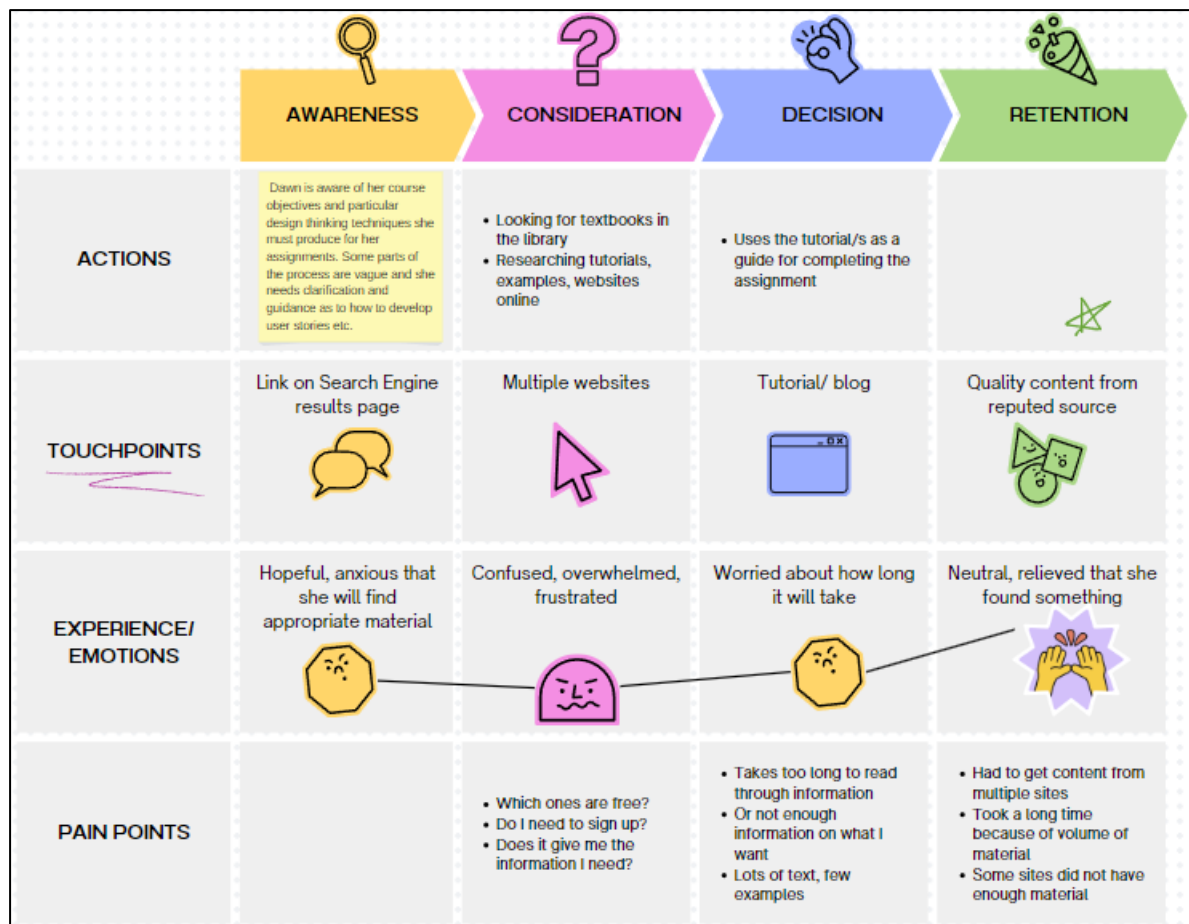 AWARENESS
CONSIDERATION
DECISION
RETENTION
ACTIONS
Dawn is aware of her course
objectives and particular
design thinking techniques she
must produce for her
assignments. Some parts of
the process are vague and she
needs clarification and
guidance as to how to develop
user stories etc.
• Looking for textbooks in
the library
• Researching tutorials,
examples, websites
online
• Uses the tutorial/s as a
guide for completing the
assignment
TOUCHPOINTS
Link on Search Engine
results page
Multiple websites
Tutorial/ blog
Quality content from
reputed source
EXPERIENCE/
EMOTIONS
Hopeful, anxious that
she will find
appropriate material
Confused, overwhelmed,
frustrated
Worried about how long
it will take
Neutral, relieved that she
found something
PAIN POINTS
• Which ones are free?
• Do I need to sign up?
• Does it give me the
information I need?
• Takes too long to read
through information
• Or not enough
information on what I
want
• Lots of text, few
examples
• Had to get content from
multiple sites
• Took a long time
because of volume of
material
• Some sites did not have
enough material